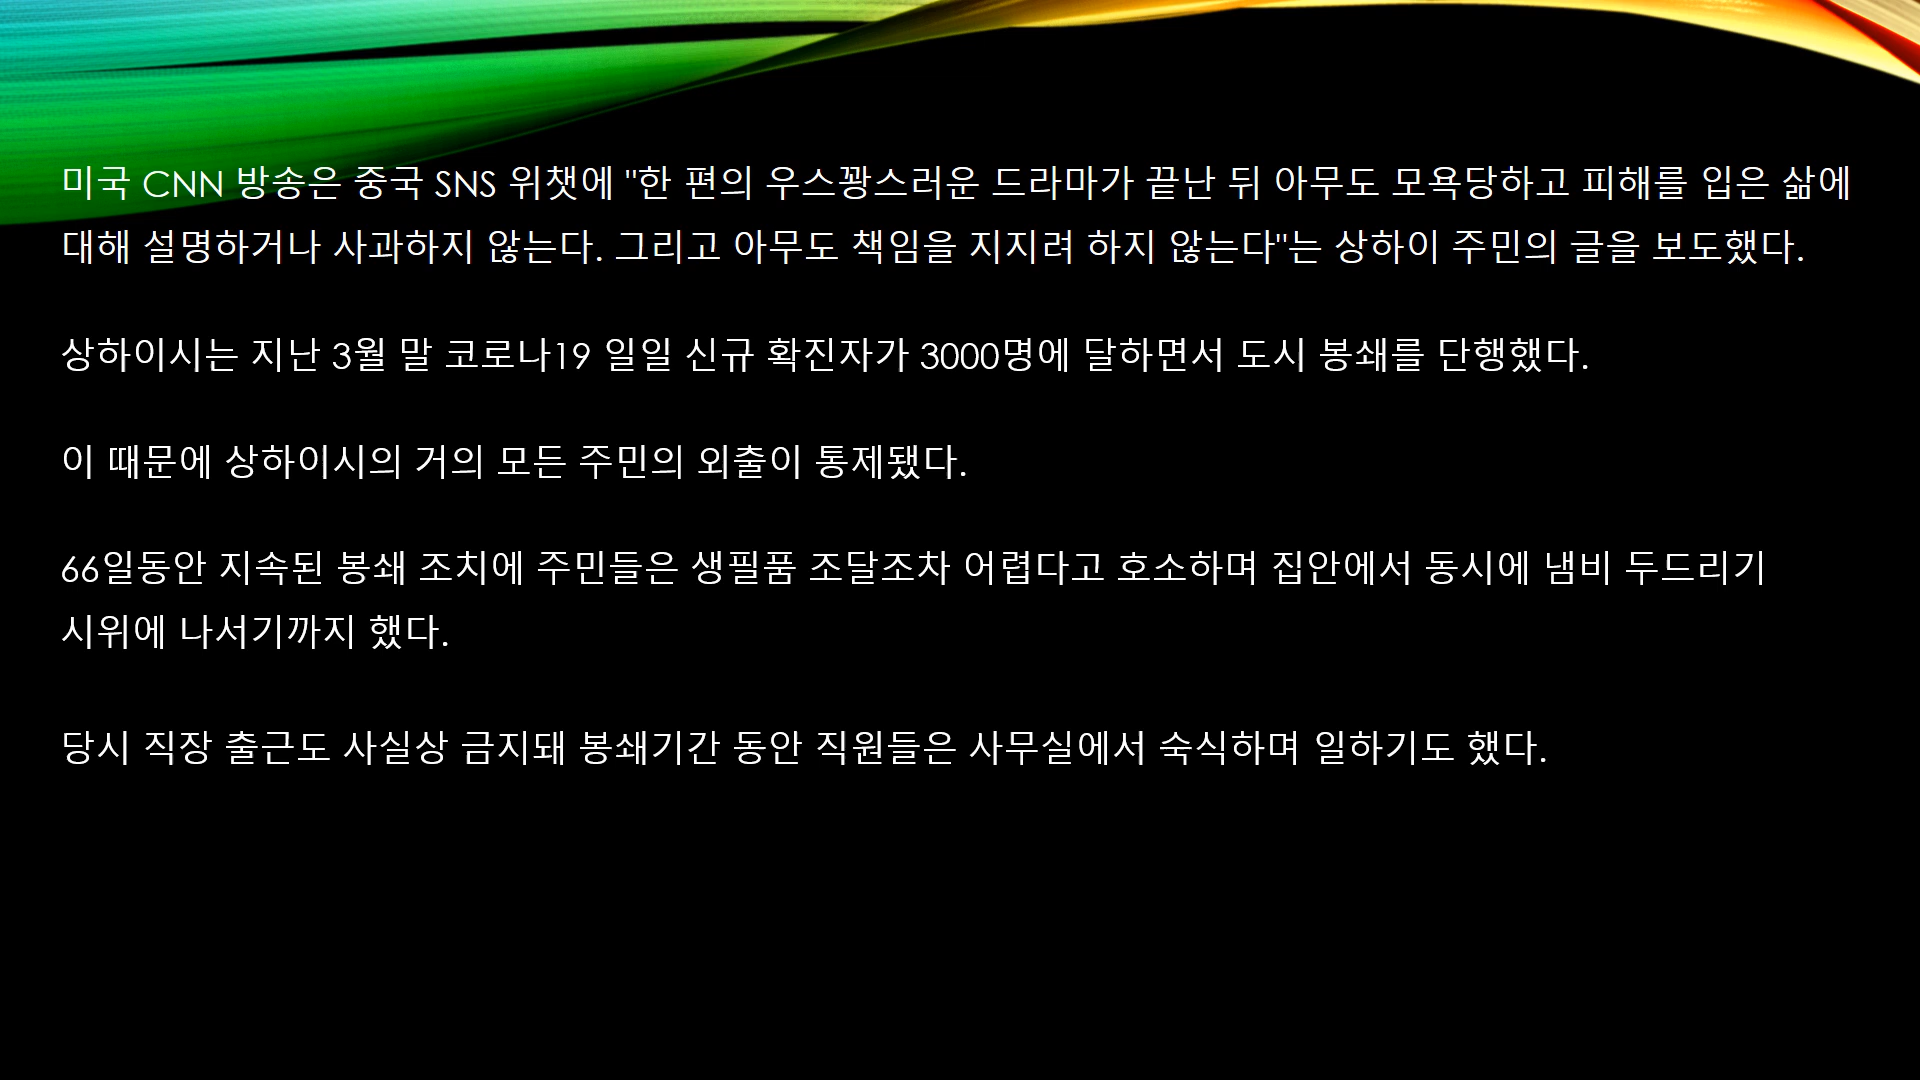 미국 CNN 방송은 중국 SNS 위챗에 "한 편의 우스꽝스러운 드라마가 끝난 뒤 아무도 모욕당하고 피해를 입은 삶에
대해 설명하거나 사과하지 않는다. 그리고 아무도 책임을 지지려 하지 않는다"는 상하이 주민의 글을 보도했다.
상하이시는 지난 3월 말 코로나19 일일 신규 확진자가 3000명에 달하면서 도시 봉쇄를 단행했다.
이 때문에 상하이시의 거의 모든 주민의 외출이 통제됐다.
66일동안 지속된 봉쇄 조치에 주민들은 생필품 조달조차 어렵다고 호소하며 집안에서 동시에 냄비 두드리기
시위에 나서기까지 했다.
당시 직장 출근도 사실상 금지돼 봉쇄기간 동안 직원들은 사무실에서 숙식하며 일하기도 했다.